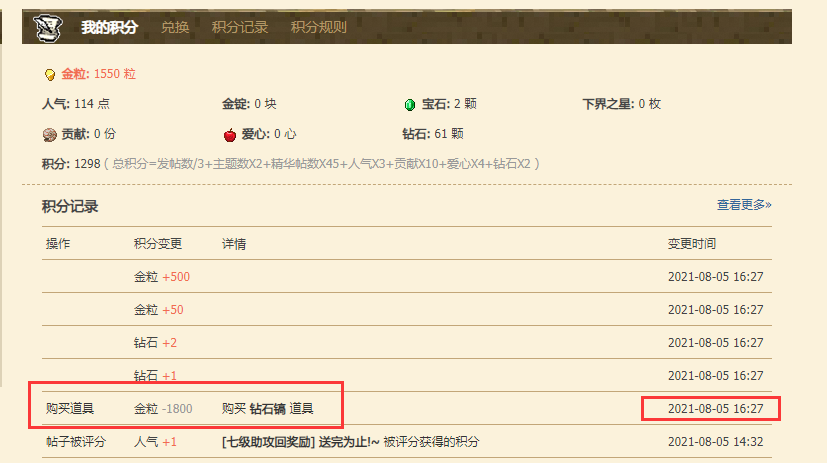 我的积分 兑换 积分记录 积分规则
金粒: 1550 粒
人气: 114 点 金锭: 0 块 宝石: 2 颗 下界之星: 0 枚
贡献: 0 份 爱心: 0 心 钻石: 61 颗
积分: 1298 ( 总积分=发帖数/3+主题数X2+精华帖数X45+人气X3+贡献X10+爱心X4+钻石X2 )
积分记录 查看更多»
操作 积分变更 详情 变更时间
金粒 +500 2021-08-05 16:27
金粒 +50 2021-08-05 16:27
钻石 +2 2021-08-05 16:27
钻石 +1 2021-08-05 16:27
购买道具 金粒 -1800 购买 钻石镐 道具 2021-08-05 16:27
帖子被评分 人气 +1 [七级助攻回奖励] 送完为止!~ 被评分获得的积分 2021-08-05 14:32